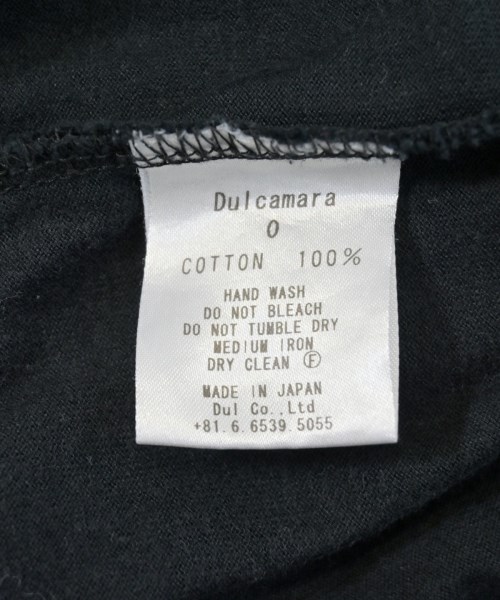 Dulcamara
0
COTTON 100%
HAND WASH
DO NOT BLEACH
DO NOT TUMBLE DRY
MEDIUM IRON
DRY CLEAN Ⓕ
MADE IN JAPAN
Dul Co.,Ltd
+81.6.6539.5055